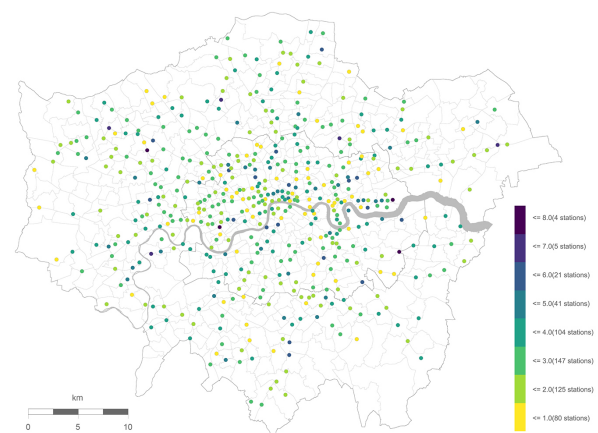 <= 8.0(4 stations)
<= 7.0(5 stations)
<= 6.0(21 stations)
<= 5.0(41 stations)
<= 4.0(104 stations)
<= 3.0(147 stations)
<= 2.0(125 stations)
<= 1.0(80 stations)
km
0 5 10